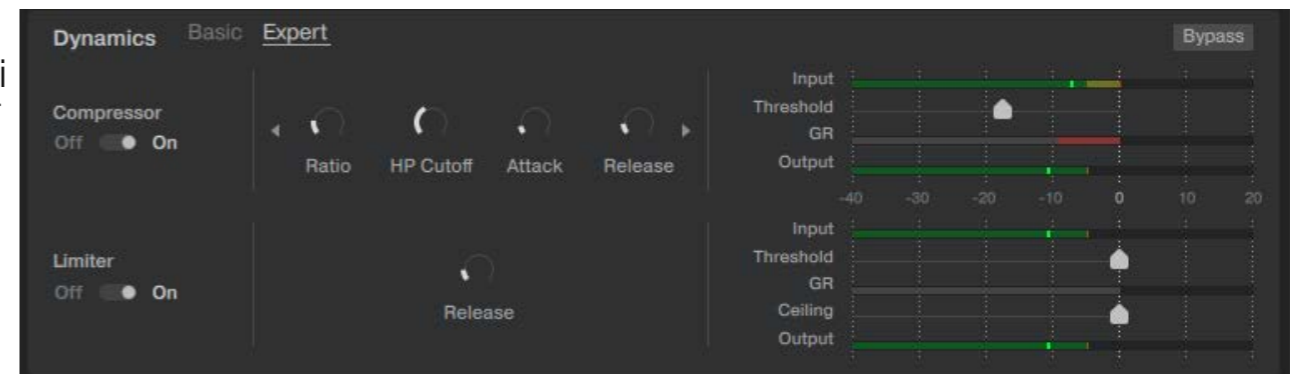 Dynamics Basic Expert Bypass
Compressor
Off On
Ratio HP Cutoff Attack Release
Input
Threshold
GR
Output
-40 -30 -20 -10 0 10 20
Limiter
Off On
Release
Input
Threshold
GR
Ceiling
Output